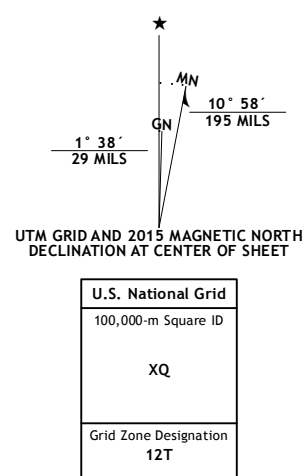 ★
MN
GN
10° 58´
195 MILS
1° 38´
29 MILS
UTM GRID AND 2015 MAGNETIC NORTH
DECLINATION AT CENTER OF SHEET
U.S. National Grid
100,000-m Square ID
XQ
Grid Zone Designation
12T